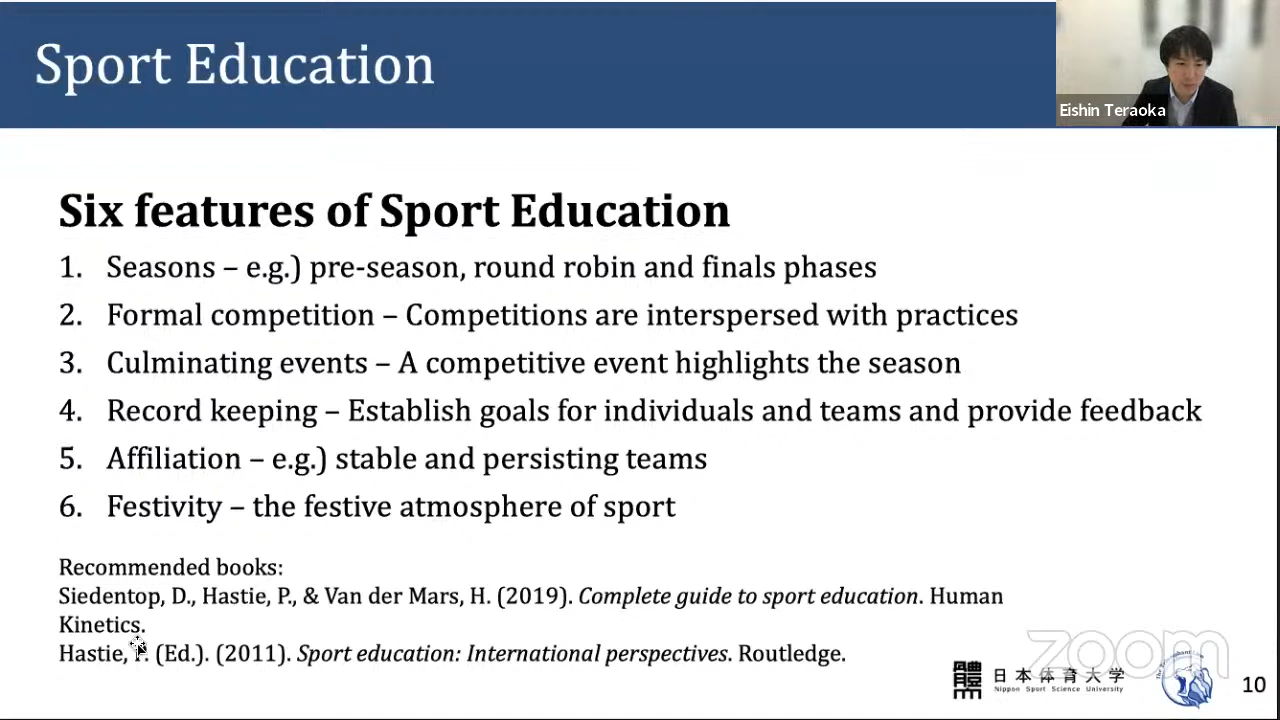 Sport Education
Eishin Teraoka
Six features of Sport Education
1. Seasons – e.g.) pre-season, round robin and finals phases
2. Formal competition – Competitions are interspersed with practices
3. Culminating events – A competitive event highlights the season
4. Record keeping – Establish goals for individuals and teams and provide feedback
5. Affiliation – e.g.) stable and persisting teams
6. Festivity – the festive atmosphere of sport
Recommended books:
Siedentop, D., Hastie, P., & Van der Mars, H. (2019). Complete guide to sport education. Human
Kinetics.
Hastie, P. (Ed.). (2011). Sport education: International perspectives. Routledge.
zoom
日本体育大学
Nippon Sport Science University
10